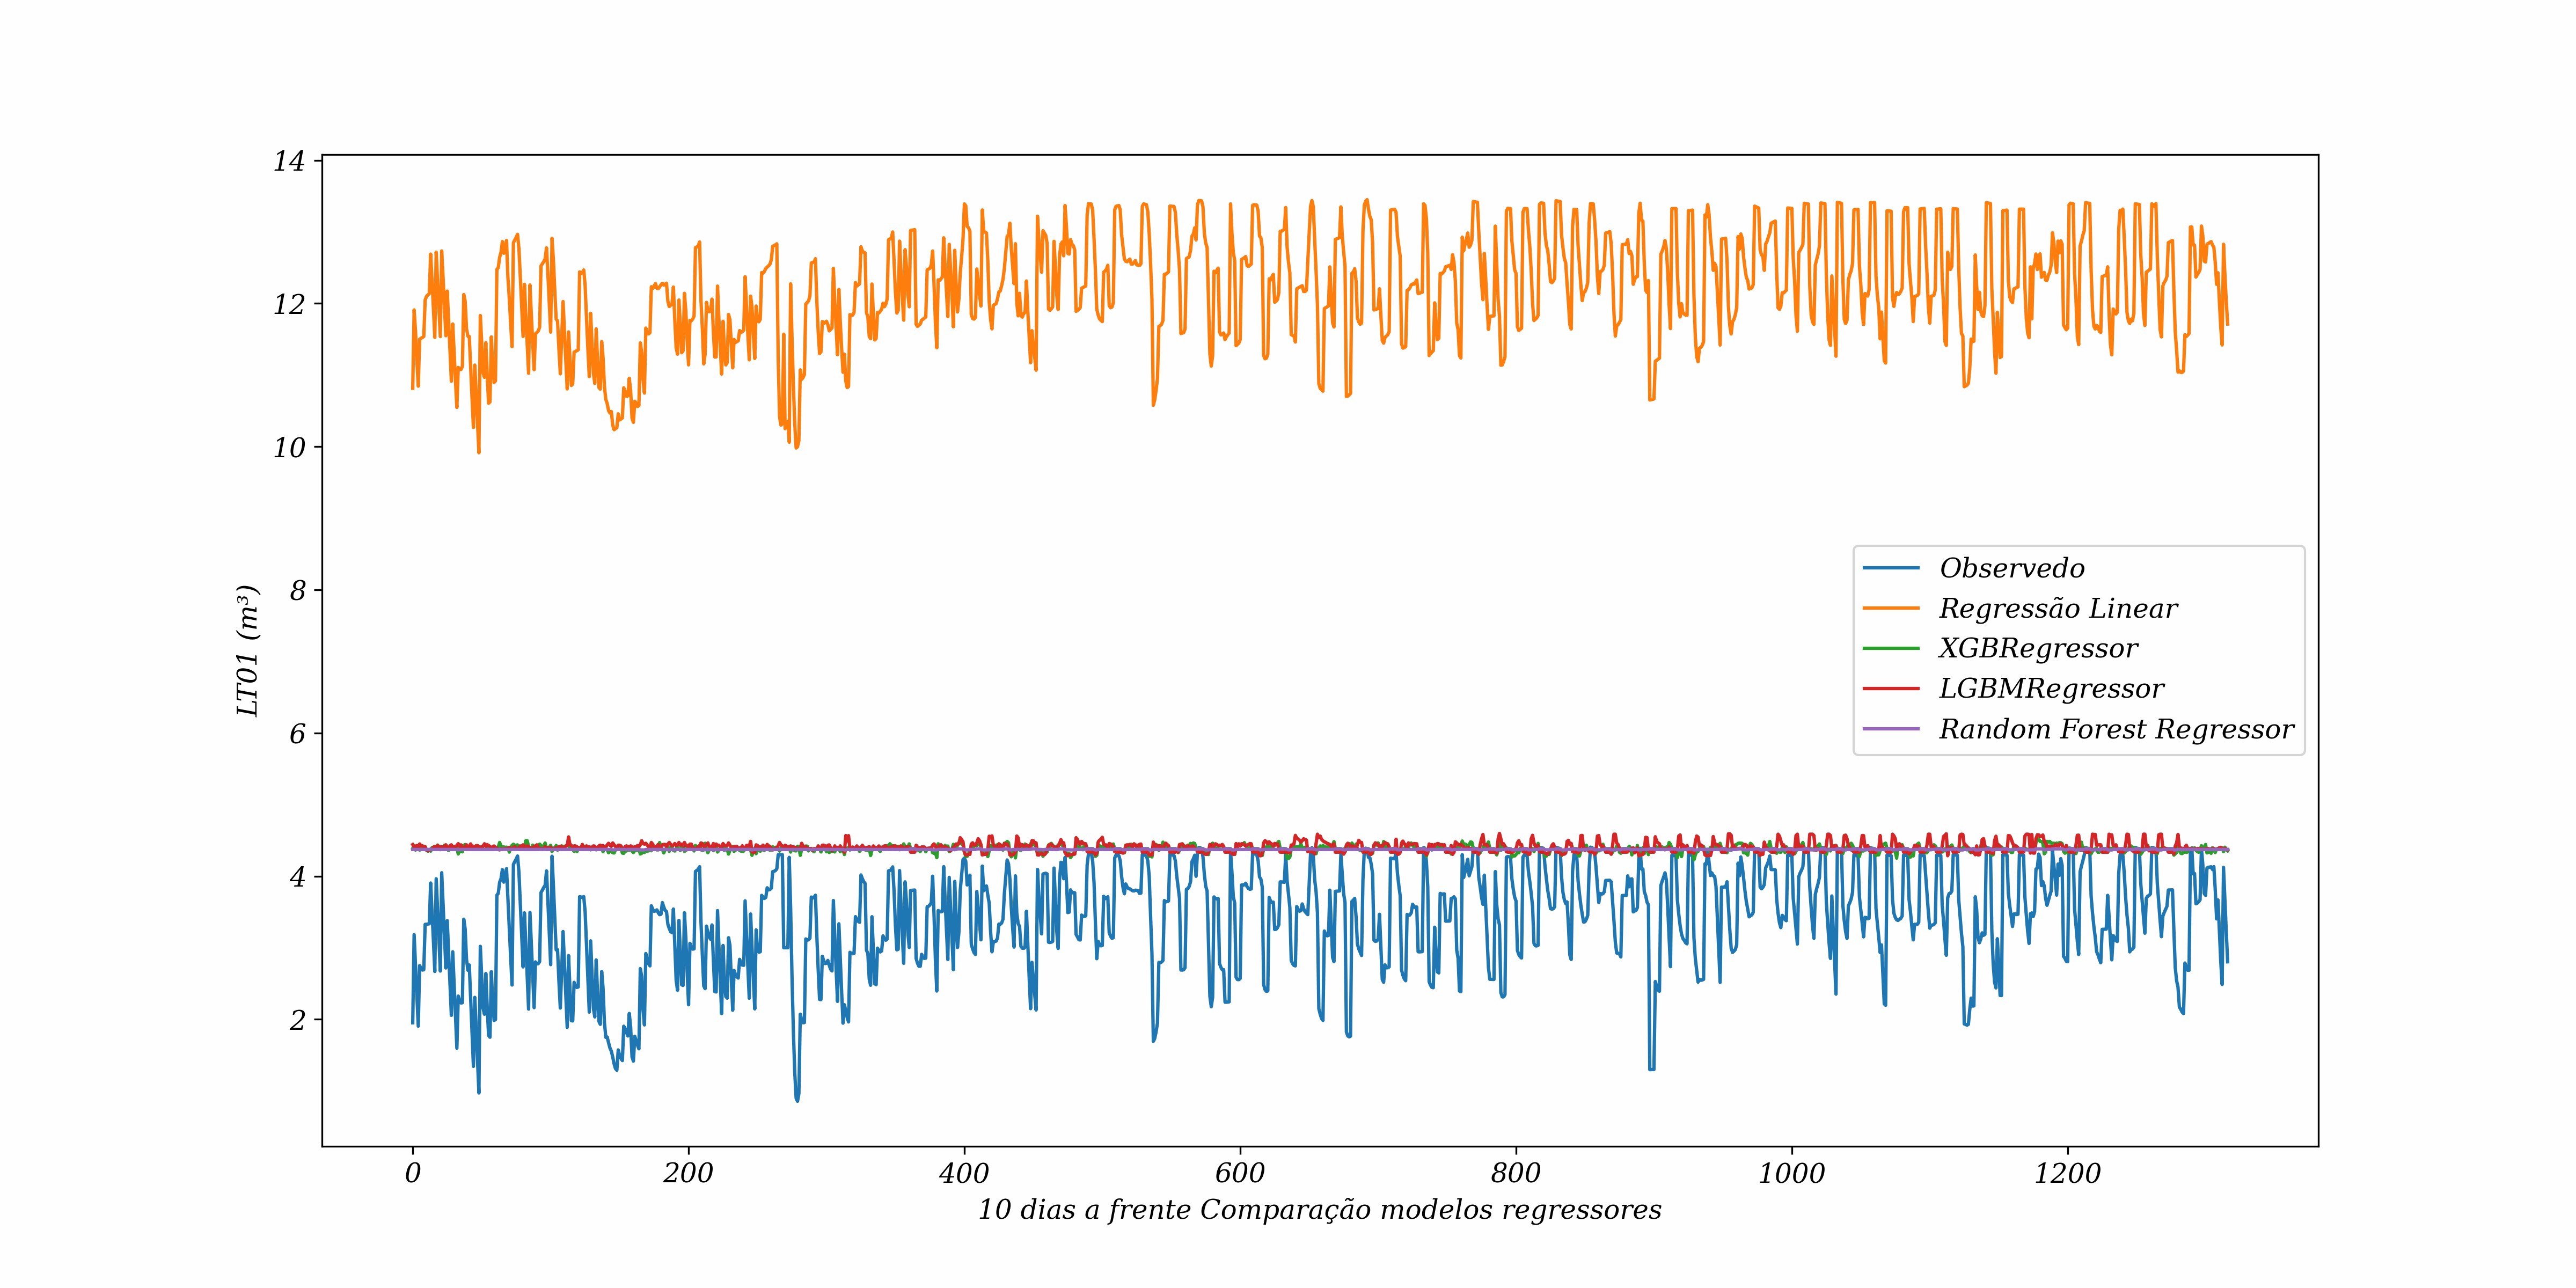 14
12
10
8
6
4
2
LT01 (m³)
Observedo
Regressão Linear
XGBRegressor
LGBMRegressor
Random Forest Regressor
0 200 400 600 800 1000 1200
10 dias a frente Comparação modelos regressores